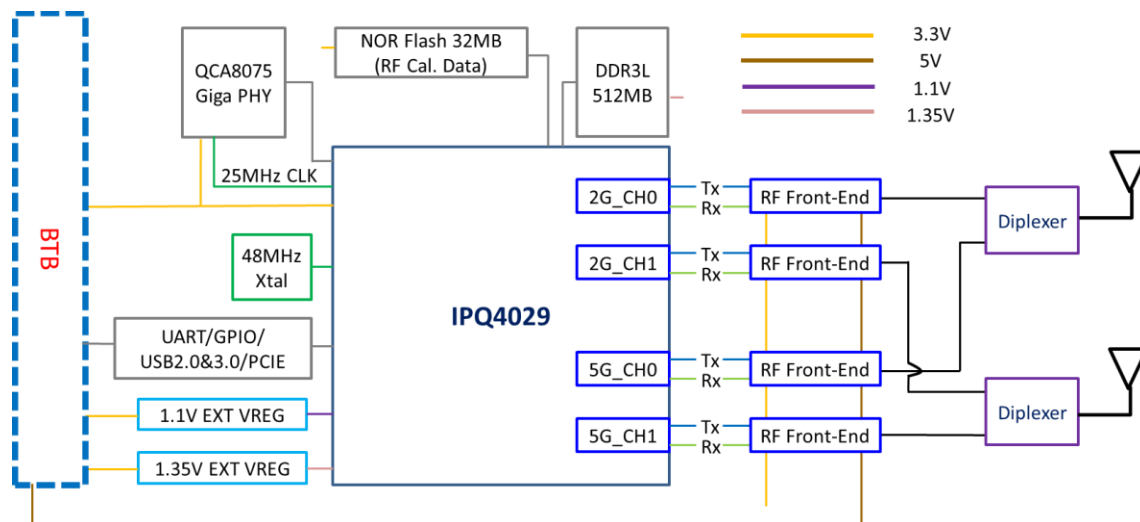 NOR Flash 32MB
(RF Cal. Data)
QCA8075
Giga PHY
DDR3L
512MB
3.3V
5V
1.1V
1.35V
25MHz CLK
BTB
48MHz
Xtal
IPQ4029
UART/GPIO/
USB2.0&3.0/PCIE
1.1V EXT VREG
1.35V EXT VREG
2G_CH0
Tx
Rx
RF Front-End
2G_CH1
Tx
Rx
RF Front-End
5G_CH0
Tx
Rx
RF Front-End
5G_CH1
Tx
Rx
RF Front-End
Diplexer
Diplexer